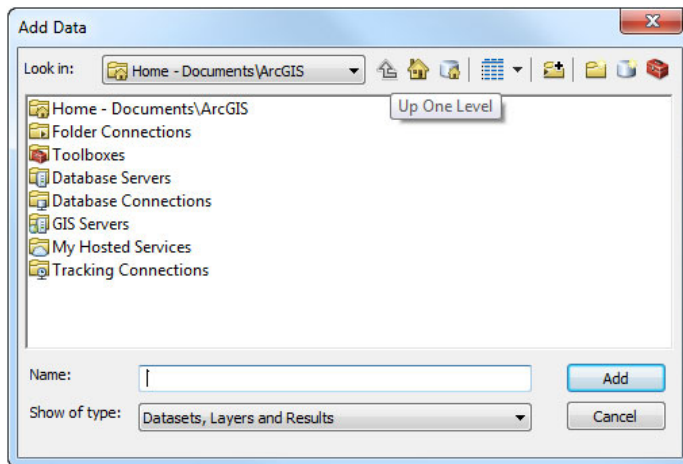 Add Data
Look in: Home - Documents\ArcGIS
Up One Level
Home - Documents\ArcGIS
Folder Connections
Toolboxes
Database Servers
Database Connections
GIS Servers
My Hosted Services
Tracking Connections
Name:
Add
Show of type: Datasets, Layers and Results
Cancel